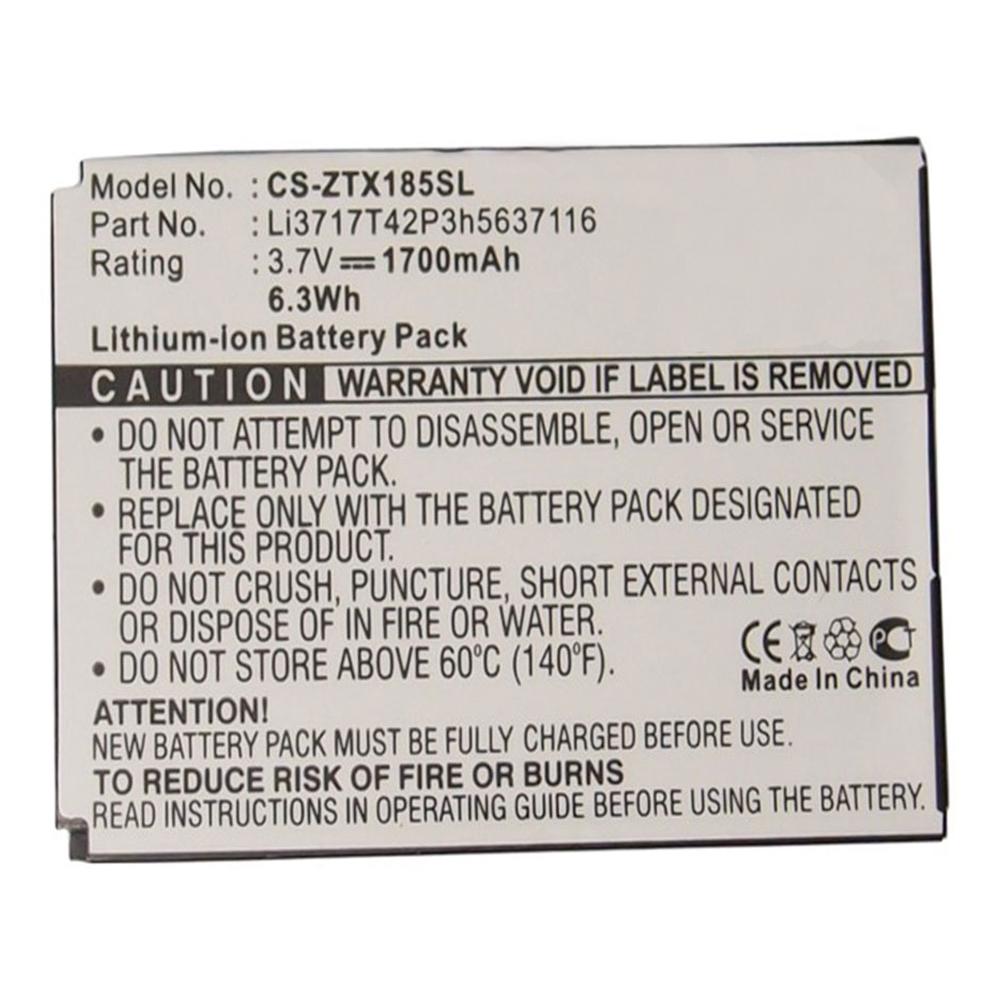 Model No. : CS-ZTX185SL
Part No. : Li3717T42P3h5637116
Rating : 3.7V⎓1700mAh
6.3Wh
Lithium-ion Battery Pack
CAUTION WARRANTY VOID IF LABEL IS REMOVED
• DO NOT ATTEMPT TO DISASSEMBLE, OPEN OR SERVICE
THE BATTERY PACK.
• REPLACE ONLY WITH THE BATTERY PACK DESIGNATED
FOR THIS PRODUCT.
• DO NOT CRUSH, PUNCTURE, SHORT EXTERNAL CONTACTS
OR DISPOSE OF IN FIRE OR WATER.
• DO NOT STORE ABOVE 60°C (140°F).
CE PCT
Made In China
ATTENTION!
NEW BATTERY PACK MUST BE FULLY CHARGED BEFORE USE.
TO REDUCE RISK OF FIRE OR BURNS
READ INSTRUCTIONS IN OPERATING GUIDE BEFORE USING THE BATTERY.